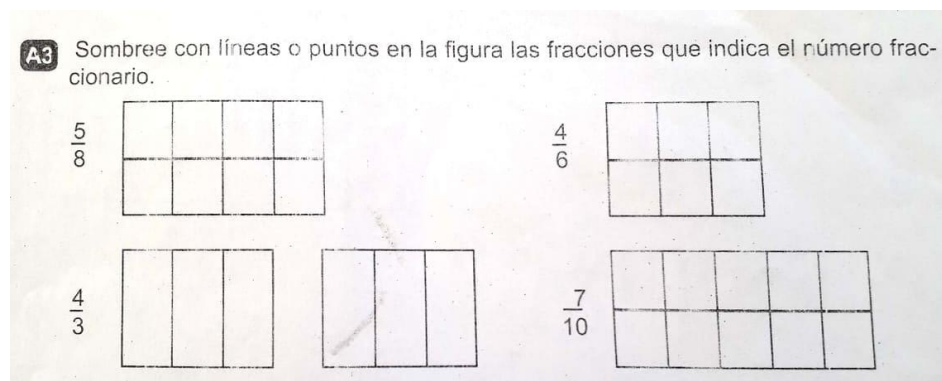 A3 Sombree con líneas o puntos en la figura las fracciones que indica el número frac-
cionario.
5/8
4/6
4/3
7/10